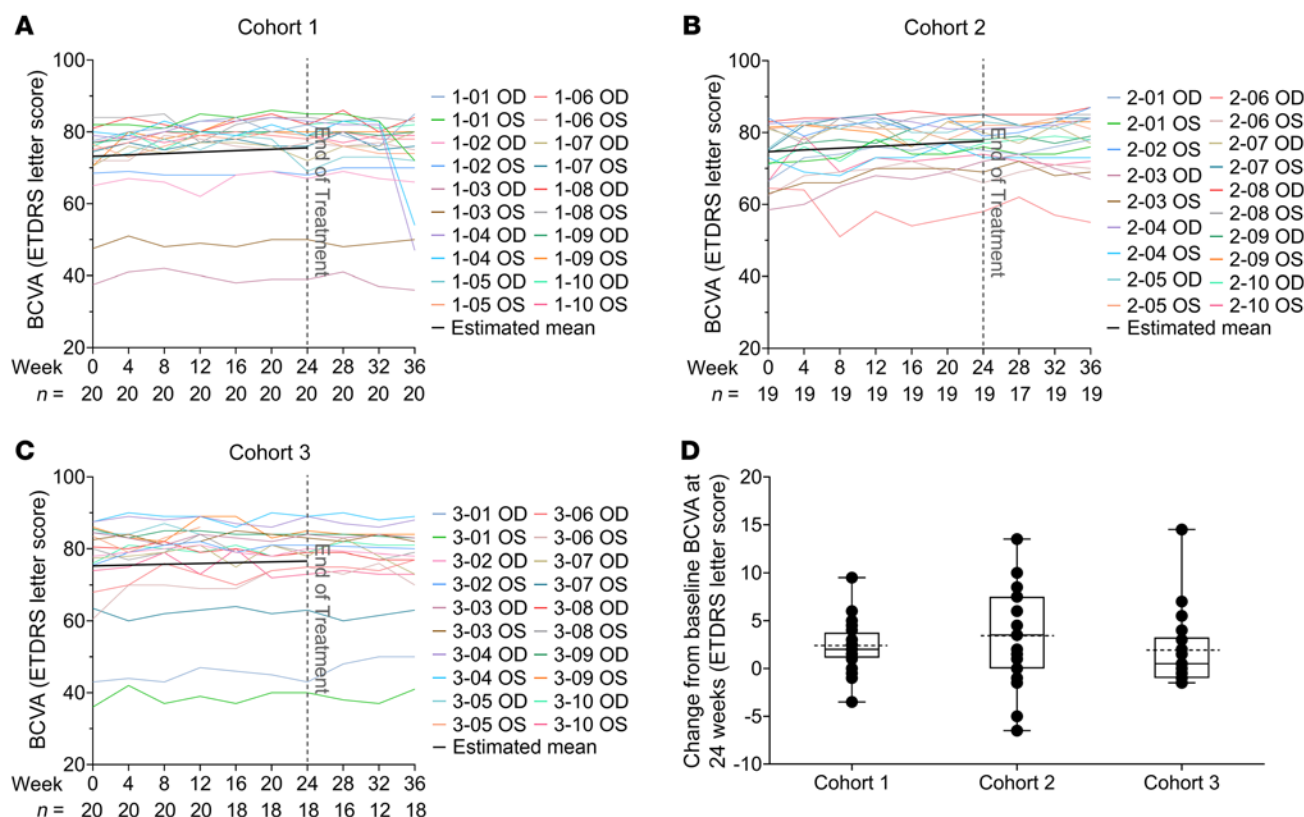 A
Cohort 1
BCVA (ETDRS letter score)
100
80
60
40
20
End of Treatment
1-01 OD 1-06 OD
1-01 OS 1-06 OS
1-02 OD 1-07 OD
1-02 OS 1-07 OS
1-03 OD 1-08 OD
1-03 OS 1-08 OS
1-04 OD 1-09 OD
1-04 OS 1-09 OS
1-05 OD 1-10 OD
1-05 OS 1-10 OS
Estimated mean
Week 0 4 8 12 16 20 24 28 32 36
n = 20 20 20 20 20 20 20 20 20 20
B
Cohort 2
BCVA (ETDRS letter score)
100
80
60
40
20
End of Treatment
2-01 OD 2-06 OD
2-01 OS 2-06 OS
2-02 OS 2-07 OD
2-03 OD 2-07 OS
2-03 OS 2-08 OD
2-04 OD 2-08 OS
2-04 OS 2-09 OD
2-05 OD 2-09 OS
2-05 OS 2-10 OD
2-10 OS
Estimated mean
Week 0 4 8 12 16 20 24 28 32 36
n = 19 19 19 19 19 19 19 17 19 19
C
Cohort 3
BCVA (ETDRS letter score)
100
80
60
40
20
End of Treatment
3-01 OD 3-06 OD
3-01 OS 3-06 OS
3-02 OD 3-07 OD
3-02 OS 3-07 OS
3-03 OD 3-08 OD
3-03 OS 3-08 OS
3-04 OD 3-09 OD
3-04 OS 3-09 OS
3-05 OD 3-10 OD
3-05 OS 3-10 OS
Estimated mean
Week 0 4 8 12 16 20 24 28 32 36
n = 20 20 20 20 18 18 18 16 12 18
D
Change from baseline BCVA at
24 weeks (ETDRS letter score)
20
15
10
5
0
-5
-10
Cohort 1 Cohort 2 Cohort 3